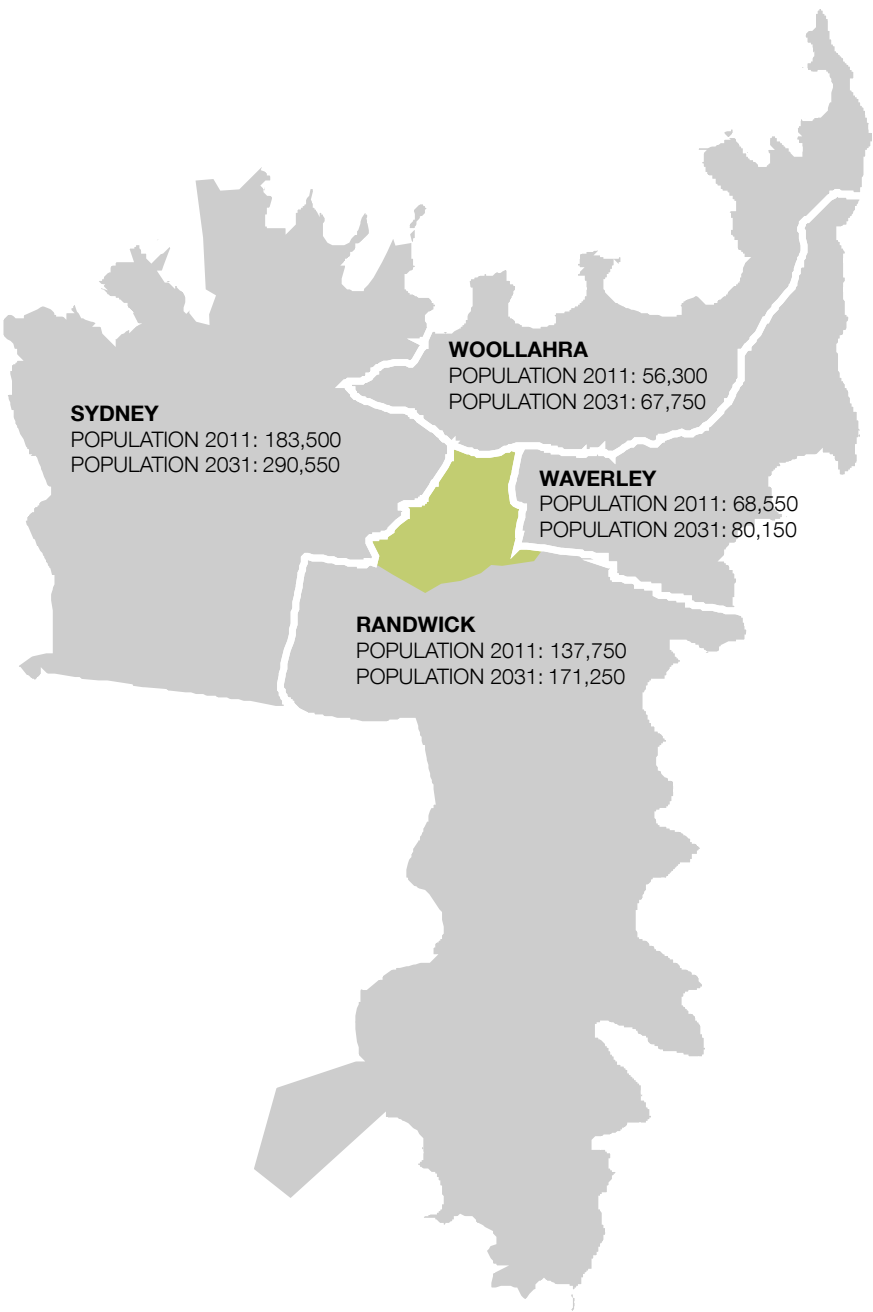 WOOLLAHRA
POPULATION 2011: 56,300
POPULATION 2031: 67,750
SYDNEY
POPULATION 2011: 183,500
POPULATION 2031: 290,550
WAVERLEY
POPULATION 2011: 68,550
POPULATION 2031: 80,150
RANDWICK
POPULATION 2011: 137,750
POPULATION 2031: 171,250